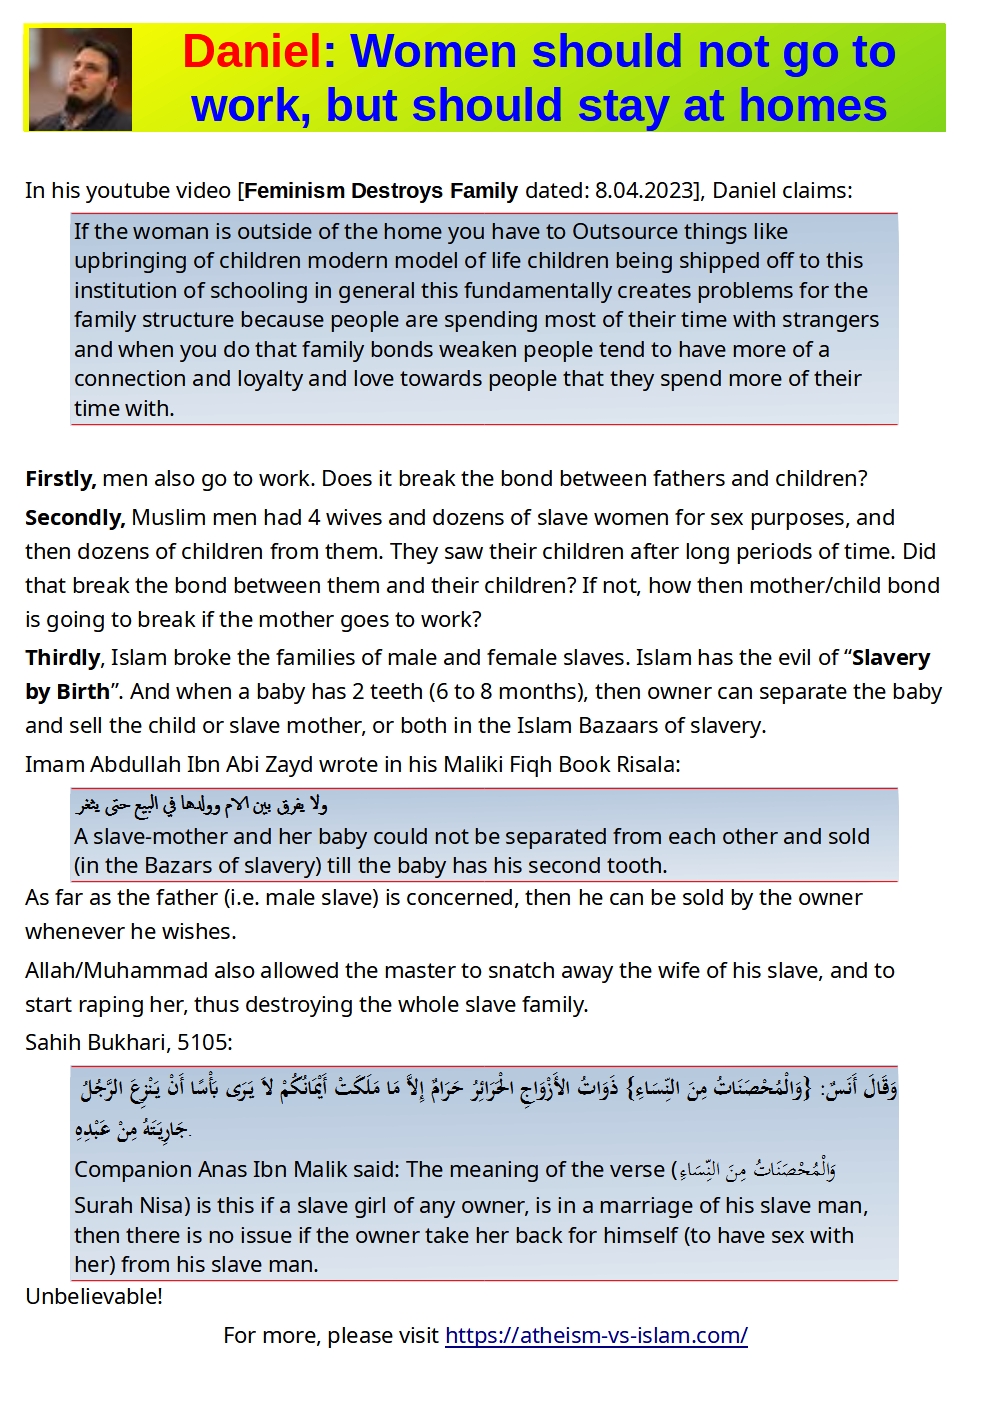 Daniel: Women should not go to
work, but should stay at homes
In his youtube video [Feminism Destroys Family dated: 8.04.2023], Daniel claims:
If the woman is outside of the home you have to Outsource things like
upbringing of children modern model of life children being shipped off to this
institution of schooling in general this fundamentally creates problems for the
family structure because people are spending most of their time with strangers
and when you do that family bonds weaken people tend to have more of a
connection and loyalty and love towards people that they spend more of their
time with.
Firstly, men also go to work. Does it break the bond between fathers and children?
Secondly, Muslim men had 4 wives and dozens of slave women for sex purposes, and
then dozens of children from them. They saw their children after long periods of time. Did
that break the bond between them and their children? If not, how then mother/child bond
is going to break if the mother goes to work?
Thirdly, Islam broke the families of male and female slaves. Islam has the evil of “Slavery
by Birth”. And when a baby has 2 teeth (6 to 8 months), then owner can separate the baby
and sell the child or slave mother, or both in the Islam Bazaars of slavery.
Imam Abdullah Ibn Abi Zayd wrote in his Maliki Fiqh Book Risala:
ولا يفرق بين الام وولدها في البيع حتى يثغر
A slave-mother and her baby could not be separated from each other and sold
(in the Bazars of slavery) till the baby has his second tooth.
As far as the father (i.e. male slave) is concerned, then he can be sold by the owner
whenever he wishes.
Allah/Muhammad also allowed the master to snatch away the wife of his slave, and to
start raping her, thus destroying the whole slave family.
Sahih Bukhari, 5105:
وَقَالَ أَنَسٌ: {وَالْمُحْصَنَاتُ مِنَ النِّسَاءِ} ذَوَاتُ الأَزْوَاجِ الْحَرَائِرُ حَرَامٌ إِلاَّ مَا مَلَكَتْ أَيْمَانُكُمْ لاَ يَرَى بَأْسًا أَنْ يَنْزِعَ الرَّجُلُ
جَارِيَتَهُ مِنْ عَبْدِهِ.
Companion Anas Ibn Malik said: The meaning of the verse (وَالْمُحْصَنَاتُ مِنَ النِّسَاءِ
Surah Nisa) is this if a slave girl of any owner, is in a marriage of his slave man,
then there is no issue if the owner take her back for himself (to have sex with
her) from his slave man.
Unbelievable!
For more, please visit https://atheism-vs-islam.com/